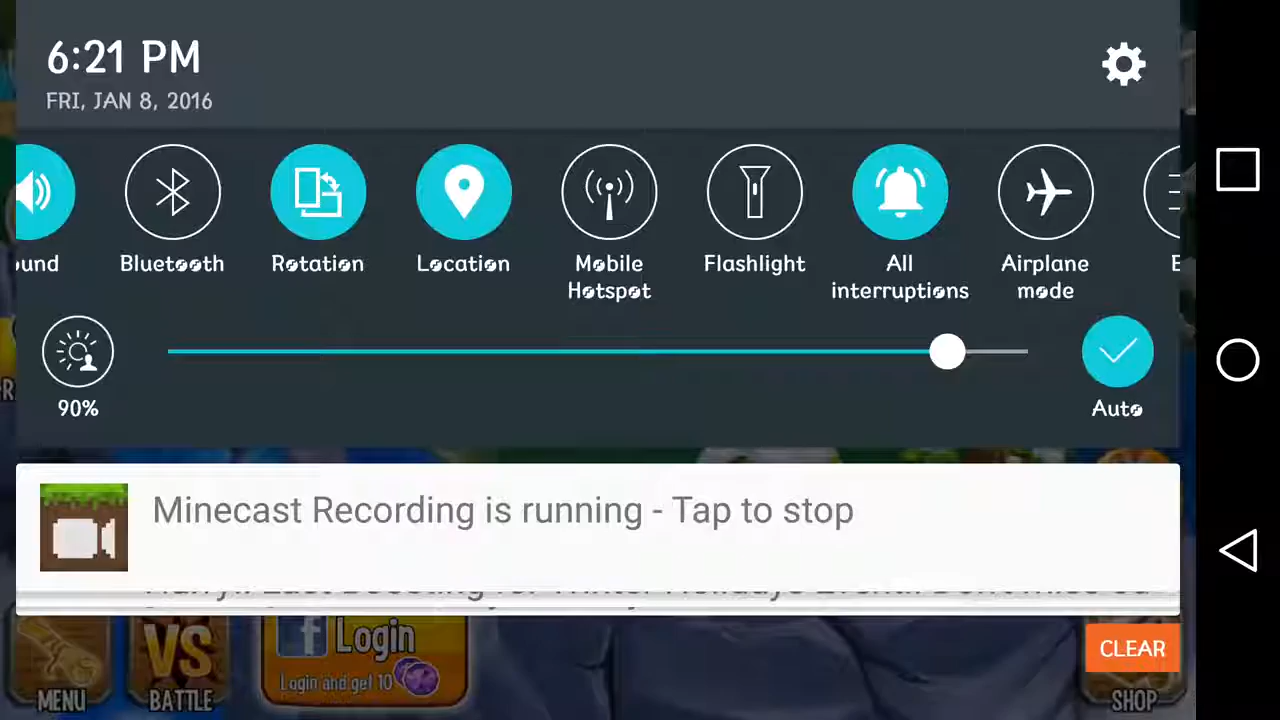 6:21 PM
FRI, JAN 8, 2016
ound
Bluetooth
Rotation
Location
Mobile
Hotspot
Flashlight
All
interruptions
Airplane
mode
90%
Auto
Minecast Recording is running - Tap to stop
CLEAR
Login
Login and get 10
MENU
VS
BATTLE
SHOP